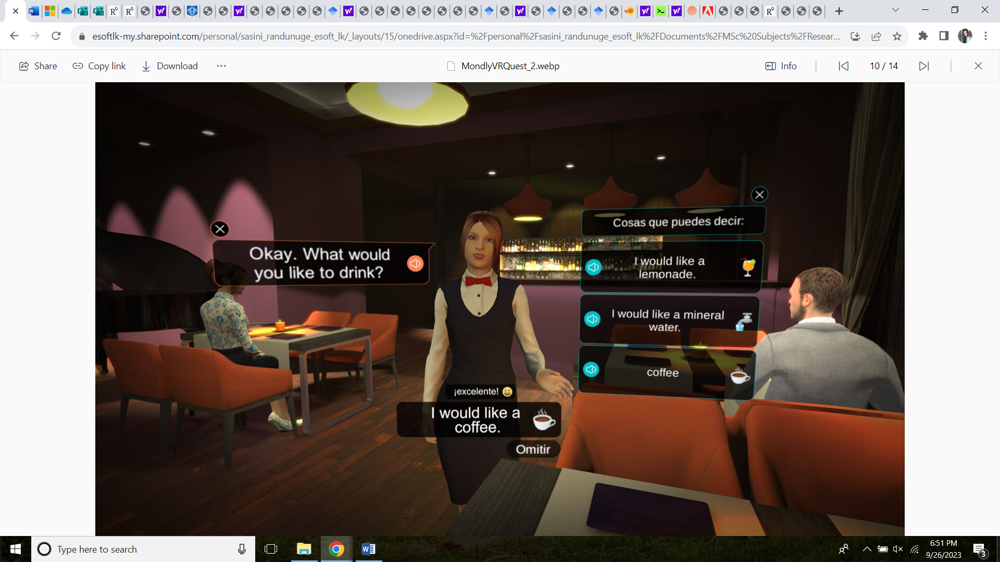 esoftlk-my.sharepoint.com/personal/sasini_randunuge_esoft_lk/_layouts/15/onedrive.aspx?id=%2Fpersonal%2Fsasini_randunuge_esoft_lk%2FDocuments%2FMSc%20Subjects%2FResear...
Share
Copy link
Download
MondlyVRQuest_2.webp
Info
10 / 14
Okay. What would
you like to drink?
Cosas que puedes decir:
I would like a
lemonade.
I would like a mineral
water.
coffee
¡excelente! 😄
I would like a
coffee.
Omitir
Type here to search
6:51 PM
9/26/2023
3